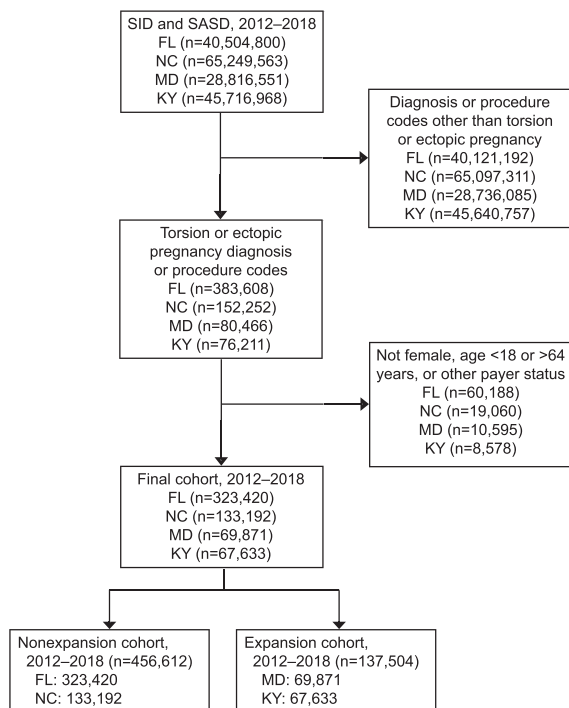 SID and SASD, 2012–2018
FL (n=40,504,800)
NC (n=65,249,563)
MD (n=28,816,551)
KY (n=45,716,968)
Diagnosis or procedure
codes other than torsion
or ectopic pregnancy
FL (n=40,121,192)
NC (n=65,097,311)
MD (n=28,736,085)
KY (n=45,640,757)
Torsion or ectopic
pregnancy diagnosis
or procedure codes
FL (n=383,608)
NC (n=152,252)
MD (n=80,466)
KY (n=76,211)
Not female, age <18 or >64
years, or other payer status
FL (n=60,188)
NC (n=19,060)
MD (n=10,595)
KY (n=8,578)
Final cohort, 2012–2018
FL (n=323,420)
NC (n=133,192)
MD (n=69,871)
KY (n=67,633)
Nonexpansion cohort,
2012–2018 (n=456,612)
FL: 323,420
NC: 133,192
Expansion cohort,
2012–2018 (n=137,504)
MD: 69,871
KY: 67,633